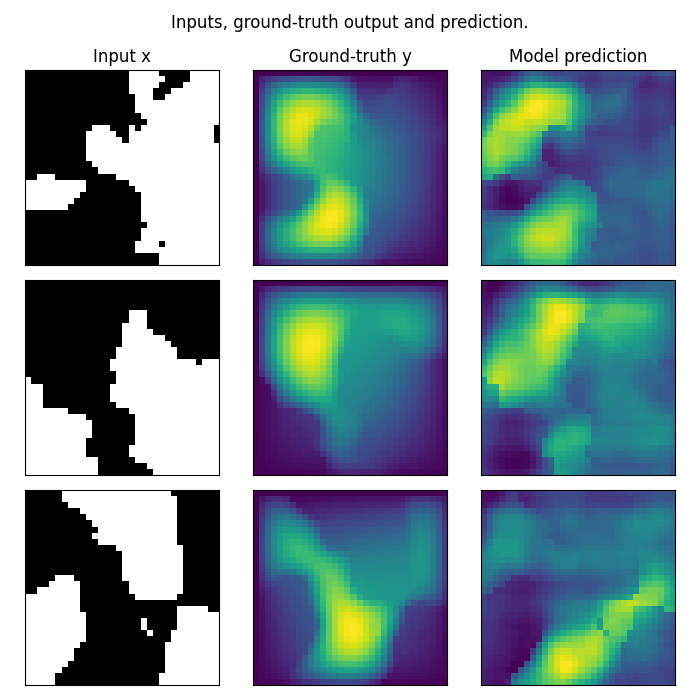 Inputs, ground-truth output and prediction.
Input x
Ground-truth y
Model prediction